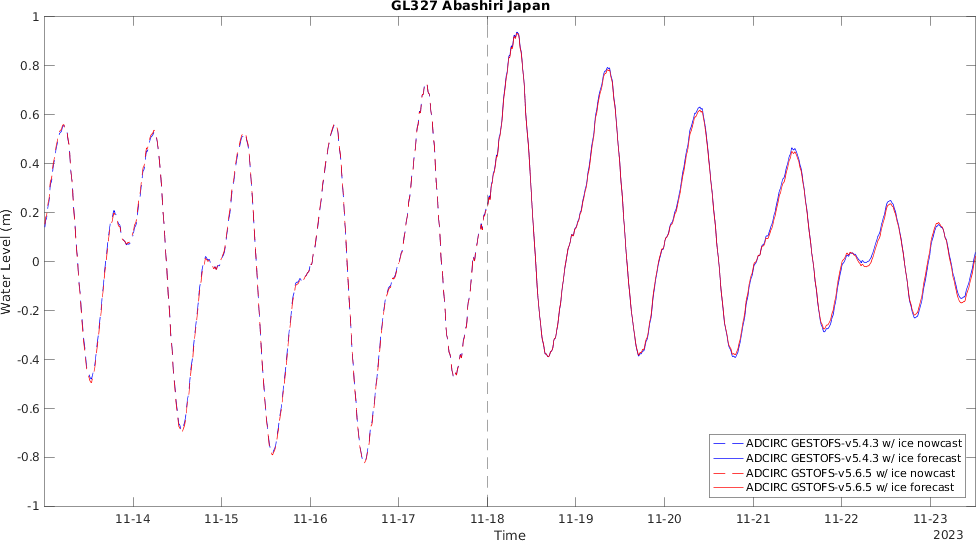 GL327 Abashiri Japan
1
0.8
0.6
0.4
0.2
0
-0.2
-0.4
-0.6
-0.8
-1
Water Level (m)
11-14 11-15 11-16 11-17 11-18 11-19 11-20 11-21 11-22 11-23
Time
2023
ADCIRC GESTOFS-v5.4.3 w/ ice nowcast
ADCIRC GESTOFS-v5.4.3 w/ ice forecast
ADCIRC GSTOFS-v5.6.5 w/ ice nowcast
ADCIRC GSTOFS-v5.6.5 w/ ice forecast